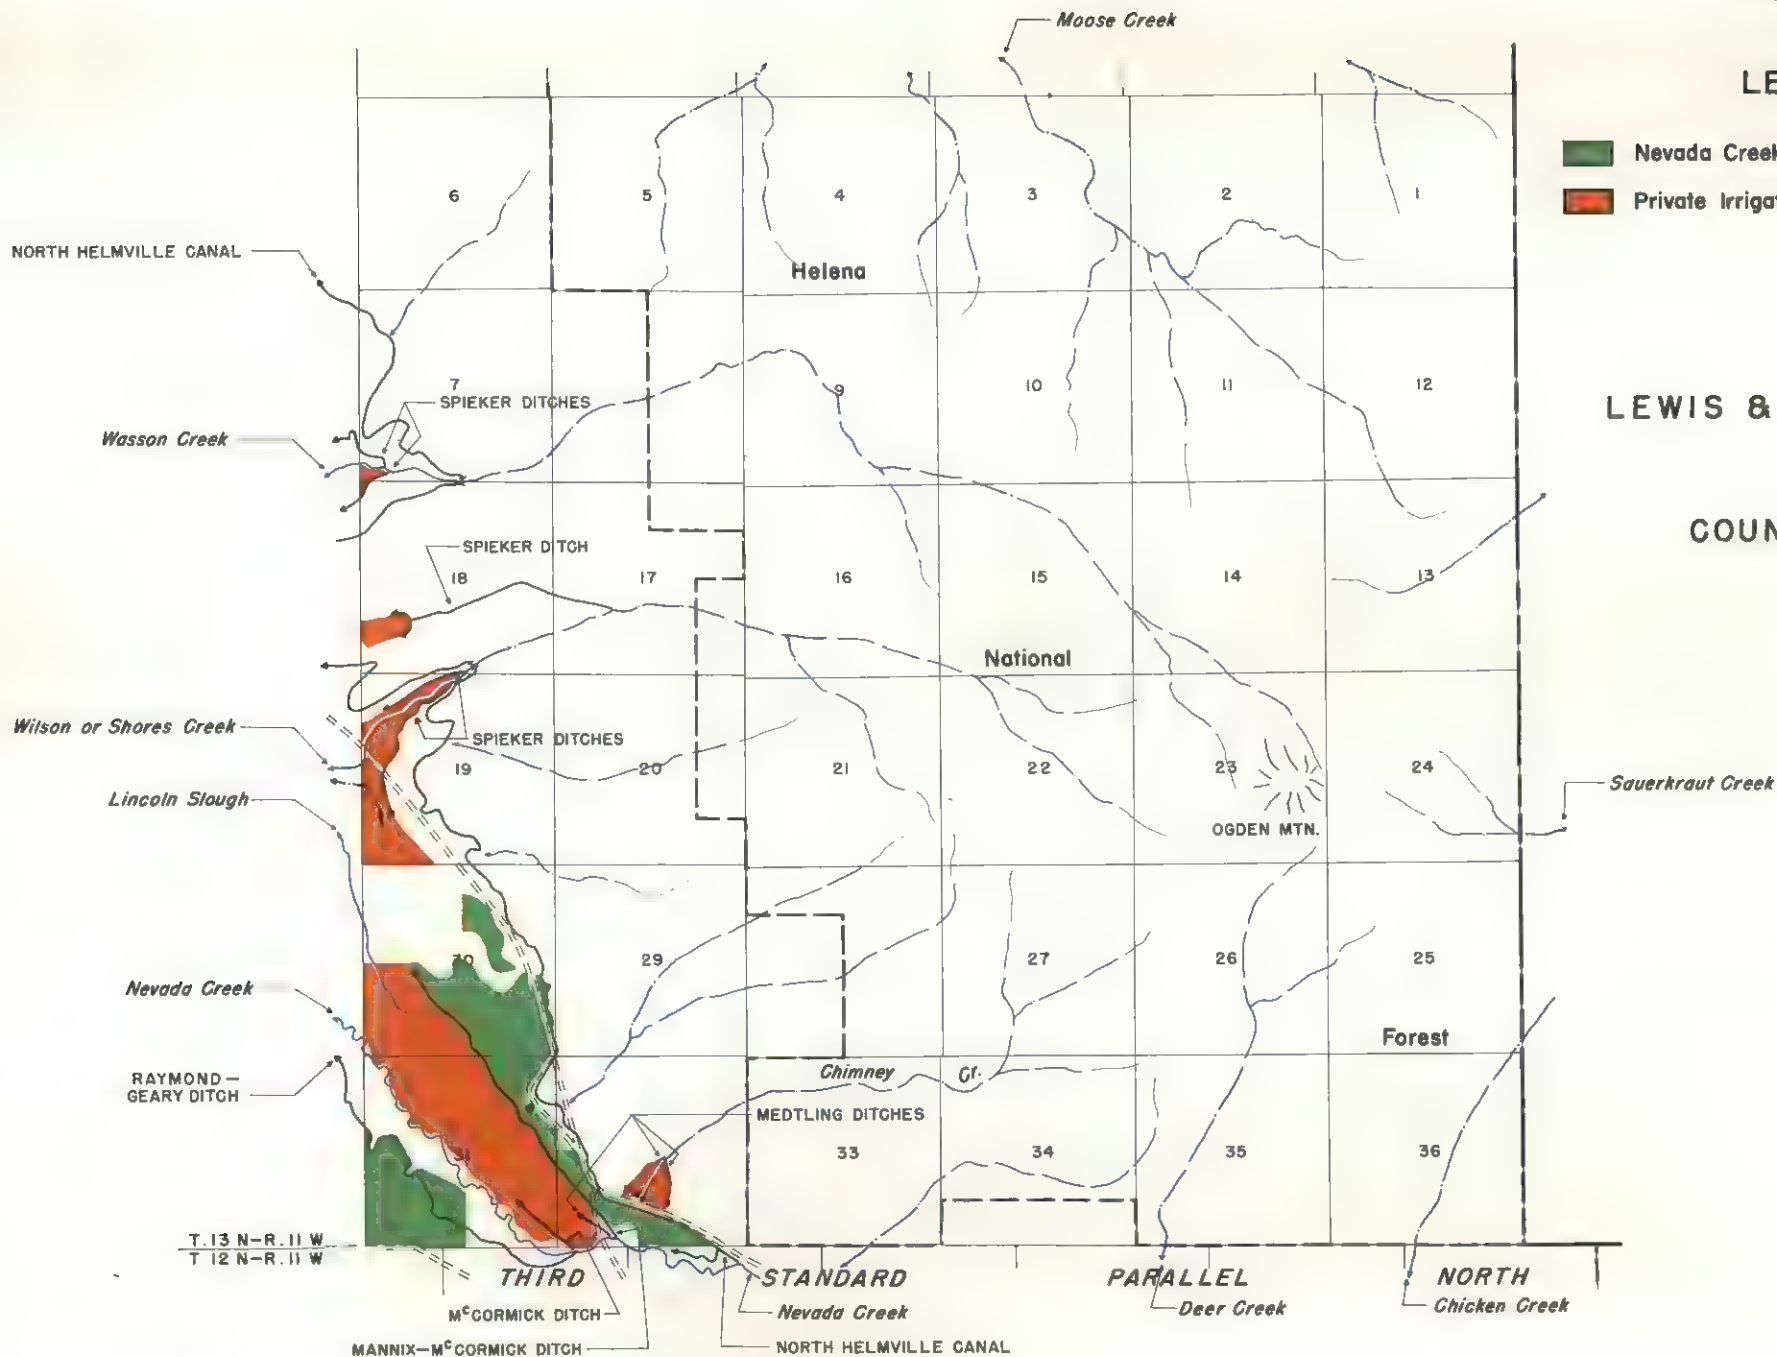 Moose Creek
LE
Nevada Creek
Private Irrigat
6
5
4
3
2
1
NORTH HELMVILLE CANAL
Helena
7
9
10
11
12
SPIEKER DITCHES
LEWIS &
Wasson Creek
COUN
SPIEKER DITCH
18
17
16
15
14
13
National
Wilson or Shores Creek
SPIEKER DITCHES
19
20
21
22
23
24
Sauerkraut Creek
Lincoln Slough
OGDEN MTN.
29
27
26
25
Nevada Creek
Forest
RAYMOND—
GEARY DITCH
Chimney Cr.
MEDTLING DITCHES
33
34
35
36
T. 13 N–R. 11 W
T 12 N–R. 11 W
THIRD STANDARD PARALLEL NORTH
McCORMICK DITCH
Nevada Creek
Deer Creek
Chicken Creek
MANNIX–McCORMICK DITCH
NORTH HELMVILLE CANAL